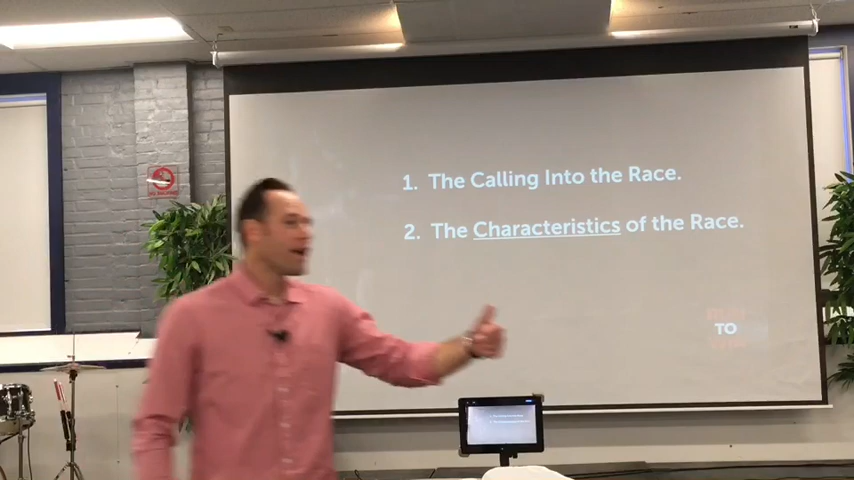 1. The Calling Into the Race.
2. The Characteristics of the Race.
TO